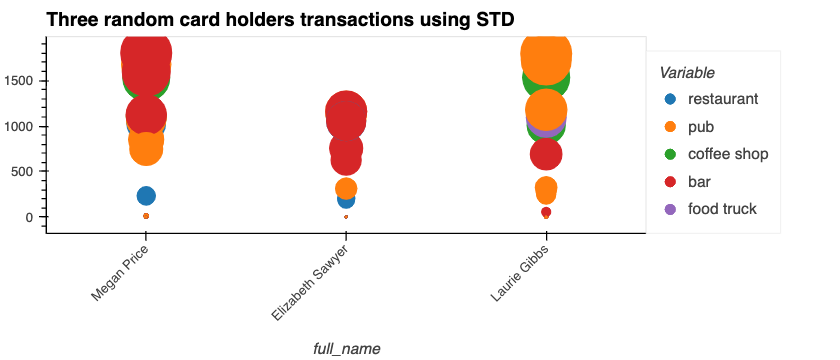 Three random card holders transactions using STD
Variable
restaurant
pub
coffee shop
bar
food truck
1500
1000
500
0
Megan Price
Elizabeth Sawyer
Laurie Gibbs
full_name